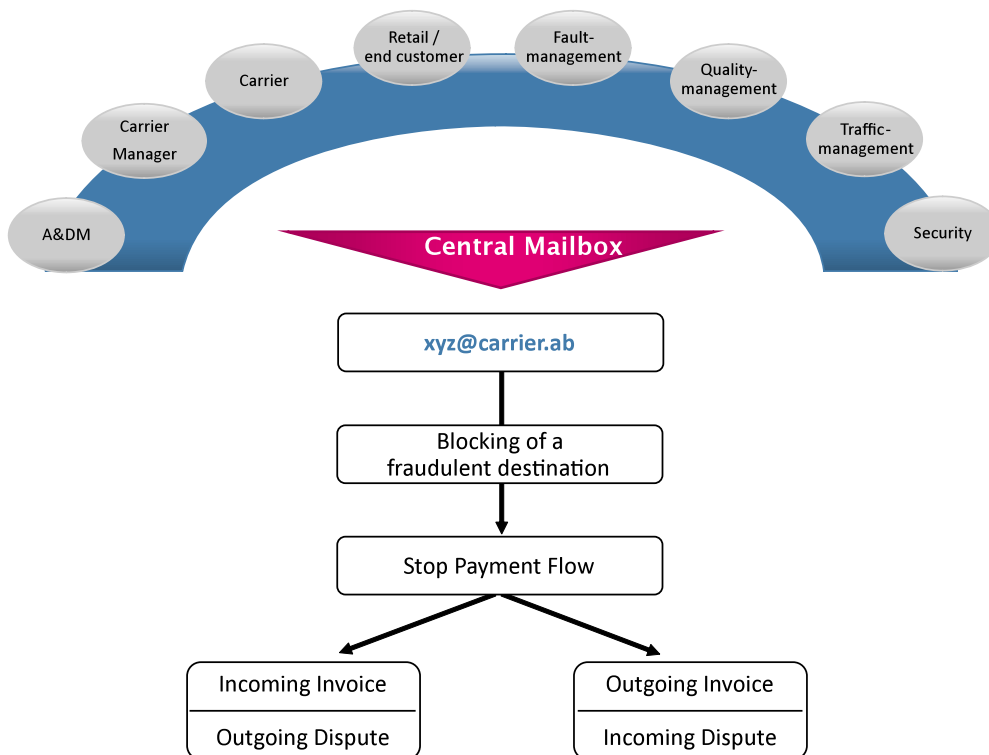 Retail /
end customer
Fault-
management
Carrier
Quality-
management
Carrier
Manager
Traffic-
management
A&DM
Security
Central Mailbox
xyz@carrier.ab
Blocking of a
fraudulent destination
Stop Payment Flow
Incoming Invoice
Outgoing Dispute
Outgoing Invoice
Incoming Dispute